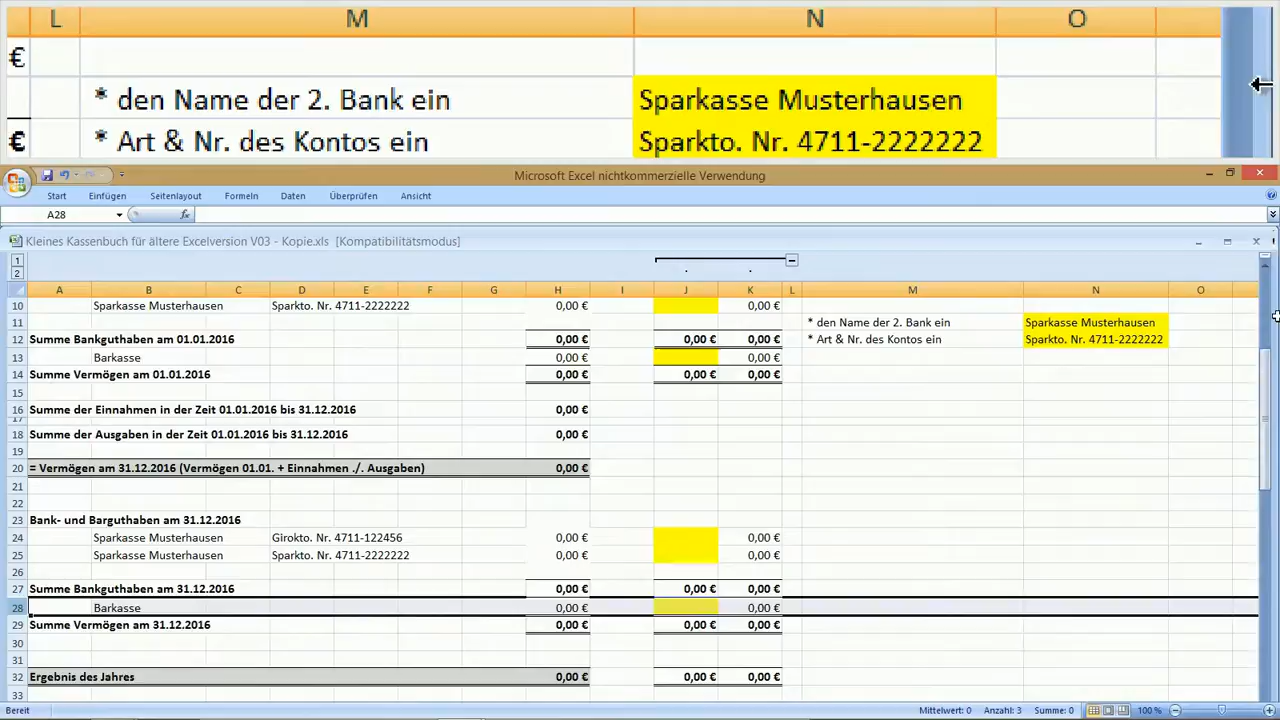 L M N O
€
* den Name der 2. Bank ein Sparkasse Musterhausen
€ * Art & Nr. des Kontos ein Sparkto. Nr. 4711-2222222
Microsoft Excel nichtkommerzielle Verwendung
Start Einfügen Seitenlayout Formeln Daten Überprüfen Ansicht
A28 fx
Kleines Kassenbuch für ältere Excelversion V03 - Kopie.xls [Kompatibilitätsmodus]
1
2
A B C D E F G H I J K L M N O
10 Sparkasse Musterhausen Sparkto. Nr. 4711-2222222 0,00 € 0,00 €
11 * den Name der 2. Bank ein Sparkasse Musterhausen
12 Summe Bankguthaben am 01.01.2016 0,00 € 0,00 € 0,00 € * Art & Nr. des Kontos ein Sparkto. Nr. 4711-2222222
13 Barkasse 0,00 € 0,00 €
14 Summe Vermögen am 01.01.2016 0,00 € 0,00 € 0,00 €
15
16 Summe der Einnahmen in der Zeit 01.01.2016 bis 31.12.2016 0,00 €
17
18 Summe der Ausgaben in der Zeit 01.01.2016 bis 31.12.2016 0,00 €
19
20 = Vermögen am 31.12.2016 (Vermögen 01.01. + Einnahmen ./. Ausgaben) 0,00 €
21
22
23 Bank- und Barguthaben am 31.12.2016
24 Sparkasse Musterhausen Girokto. Nr. 4711-122456 0,00 € 0,00 €
25 Sparkasse Musterhausen Sparkto. Nr. 4711-2222222 0,00 € 0,00 €
26
27 Summe Bankguthaben am 31.12.2016 0,00 € 0,00 € 0,00 €
28 Barkasse 0,00 € 0,00 €
29 Summe Vermögen am 31.12.2016 0,00 € 0,00 € 0,00 €
30
31
32 Ergebnis des Jahres 0,00 € 0,00 € 0,00 €
33
Bereit Mittelwert: 0 Anzahl: 3 Summe: 0 100 %